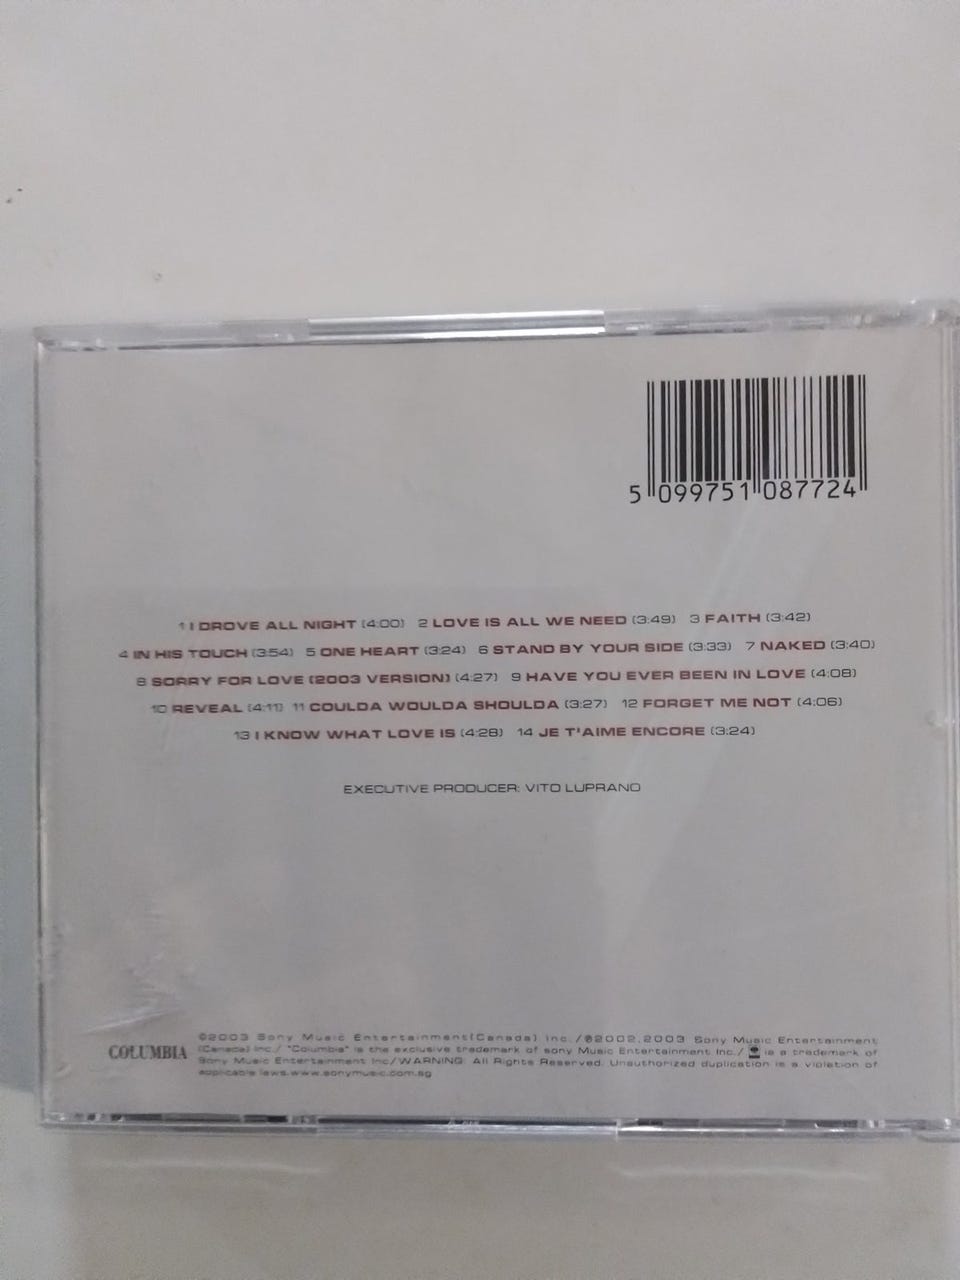 5 099751 087724
1 I DROVE ALL NIGHT (4:00) 2 LOVE IS ALL WE NEED (3:49) 3 FAITH (3:42)
4 IN HIS TOUCH (3:54) 5 ONE HEART (3:24) 6 STAND BY YOUR SIDE (3:33) 7 NAKED (3:40)
8 SORRY FOR LOVE (2003 VERSION) (4:27) 9 HAVE YOU EVER BEEN IN LOVE (4:08)
10 REVEAL (4:11) 11 COULDA WOULDA SHOULDA (3:27) 12 FORGET ME NOT (4:06)
13 I KNOW WHAT LOVE IS (4:28) 14 JE T'AIME ENCORE (3:24)
EXECUTIVE PRODUCER: VITO LUPRANO
COLUMBIA
©2003 Sony Music Entertainment(Canada) Inc./℗2002,2003 Sony Music Entertainment
(Canada) Inc./ "Columbia" is the exclusive trademark of sony Music Entertainment Inc./ is a trademark of
Sony Music Entertainment Inc/WARNING: All Rights Reserved. Unauthorized duplication is a violation of
applicable laws.www.sonymusic.com.sg